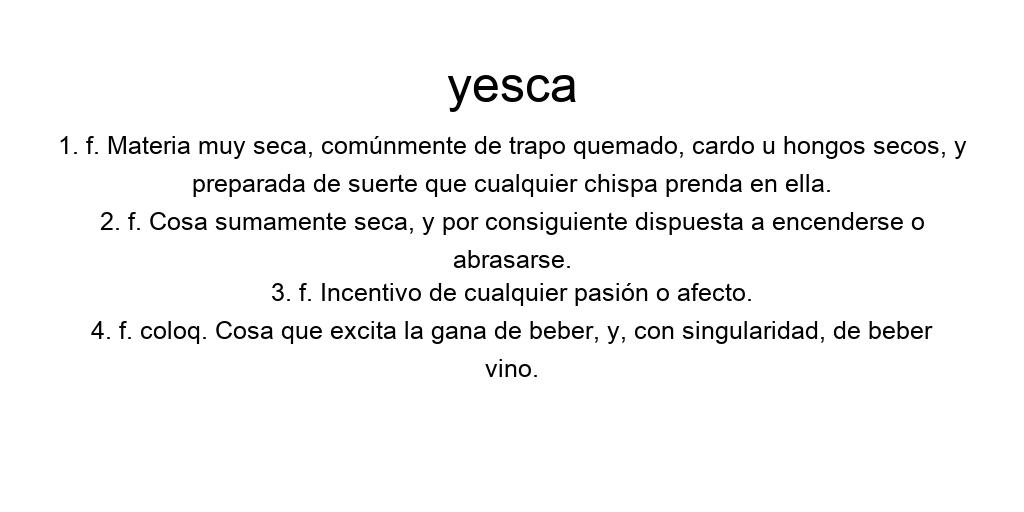 yesca
1. f. Materia muy seca, comúnmente de trapo quemado, cardo u hongos secos, y
preparada de suerte que cualquier chispa prenda en ella.
2. f. Cosa sumamente seca, y por consiguiente dispuesta a encenderse o
abrasarse.
3. f. Incentivo de cualquier pasión o afecto.
4. f. coloq. Cosa que excita la gana de beber, y, con singularidad, de beber
vino.